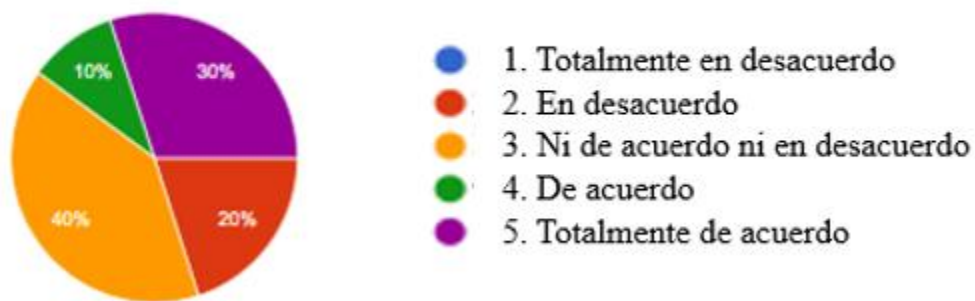 10%
30%
40%
20%
1. Totalmente en desacuerdo
2. En desacuerdo
3. Ni de acuerdo ni en desacuerdo
4. De acuerdo
5. Totalmente de acuerdo